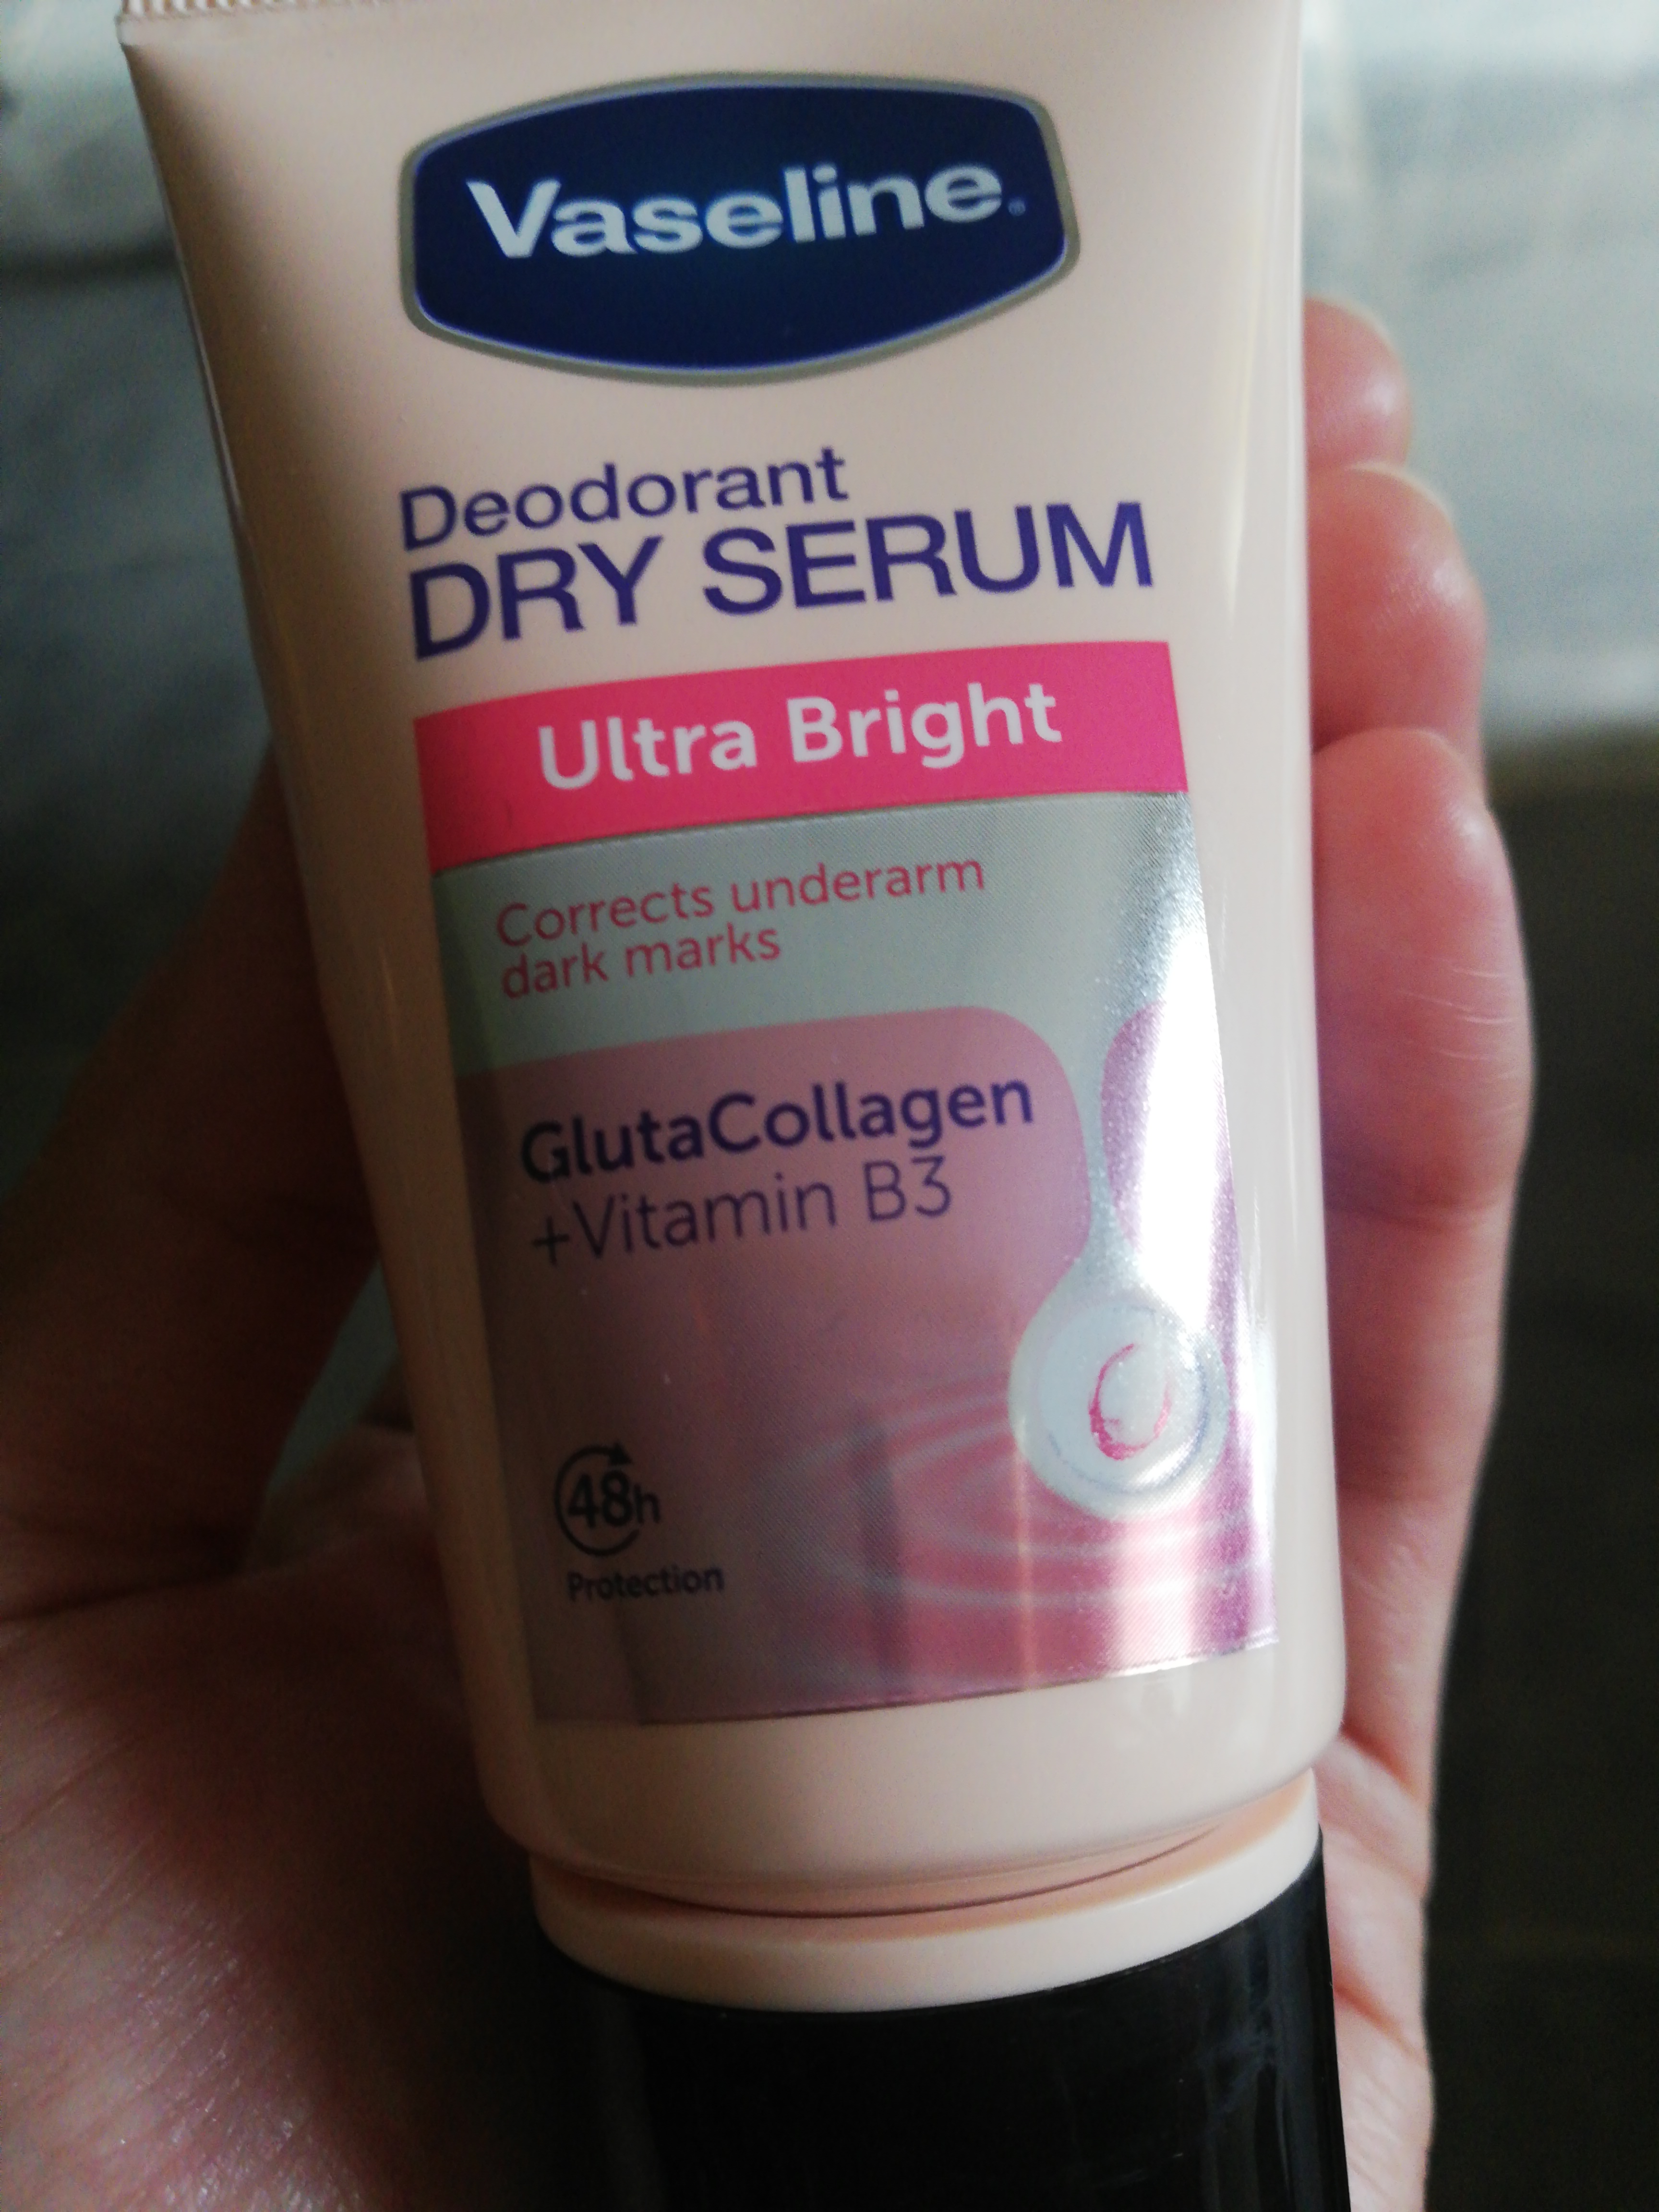 Vaseline®
Deodorant
DRY SERUM
Ultra Bright
Corrects underarm
dark marks
GlutaCollagen
+Vitamin B3
48h
Protection